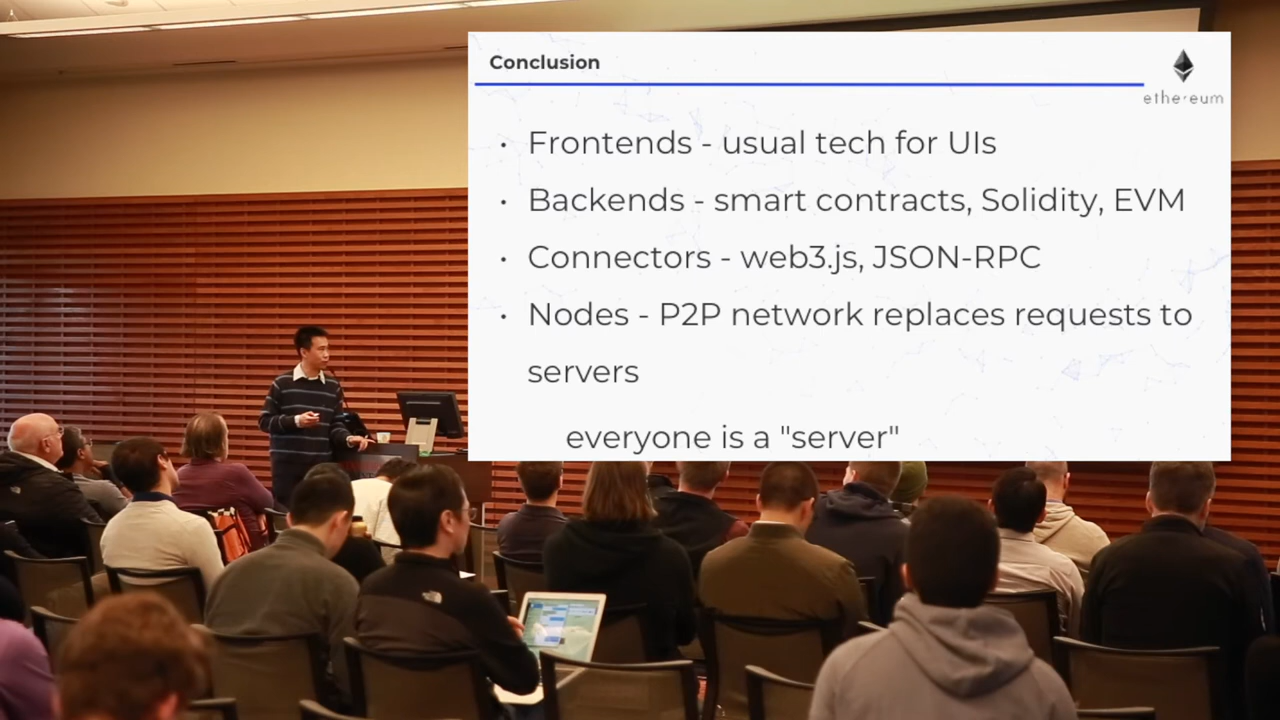 Conclusion
ethereum
• Frontends - usual tech for UIs
• Backends - smart contracts, Solidity, EVM
• Connectors - web3.js, JSON-RPC
• Nodes - P2P network replaces requests to
servers
everyone is a "server"